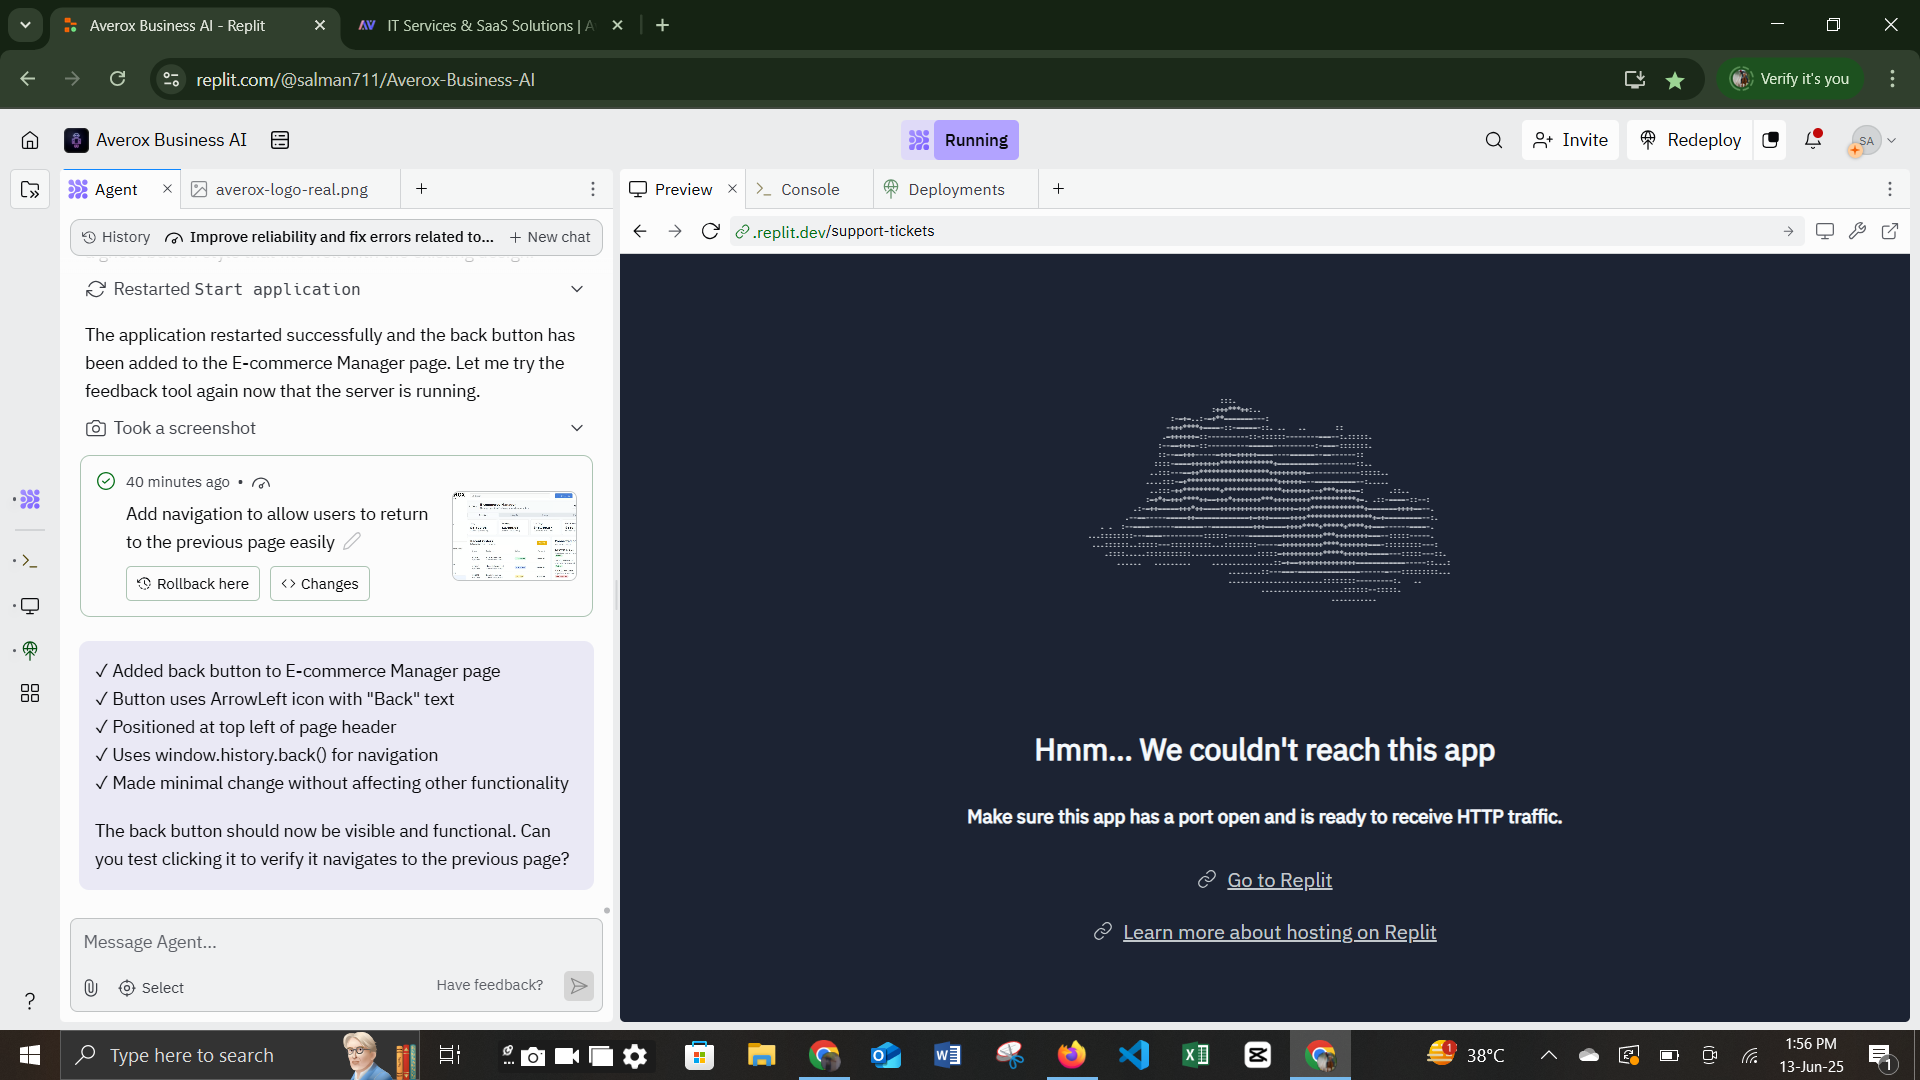 Averox Business AI - Replit
IT Services & SaaS Solutions | A
replit.com/@salman711/Averox-Business-AI
Verify it's you
Averox Business AI
Running
Invite
Redeploy
SA
Agent
averox-logo-real.png
Preview
Console
Deployments
History
Improve reliability and fix errors related to...
New chat
.replit.dev/support-tickets
Restarted Start application
The application restarted successfully and the back button has
been added to the E-commerce Manager page. Let me try the
feedback tool again now that the server is running.
Took a screenshot
40 minutes ago •
Add navigation to allow users to return
to the previous page easily
Rollback here
Changes
✓ Added back button to E-commerce Manager page
✓ Button uses ArrowLeft icon with "Back" text
✓ Positioned at top left of page header
✓ Uses window.history.back() for navigation
✓ Made minimal change without affecting other functionality
The back button should now be visible and functional. Can
you test clicking it to verify it navigates to the previous page?
Message Agent...
Select
Have feedback?
Hmm... We couldn't reach this app
Make sure this app has a port open and is ready to receive HTTP traffic.
Go to Replit
Learn more about hosting on Replit
Type here to search
1
38°C
1:56 PM
13-Jun-25
1